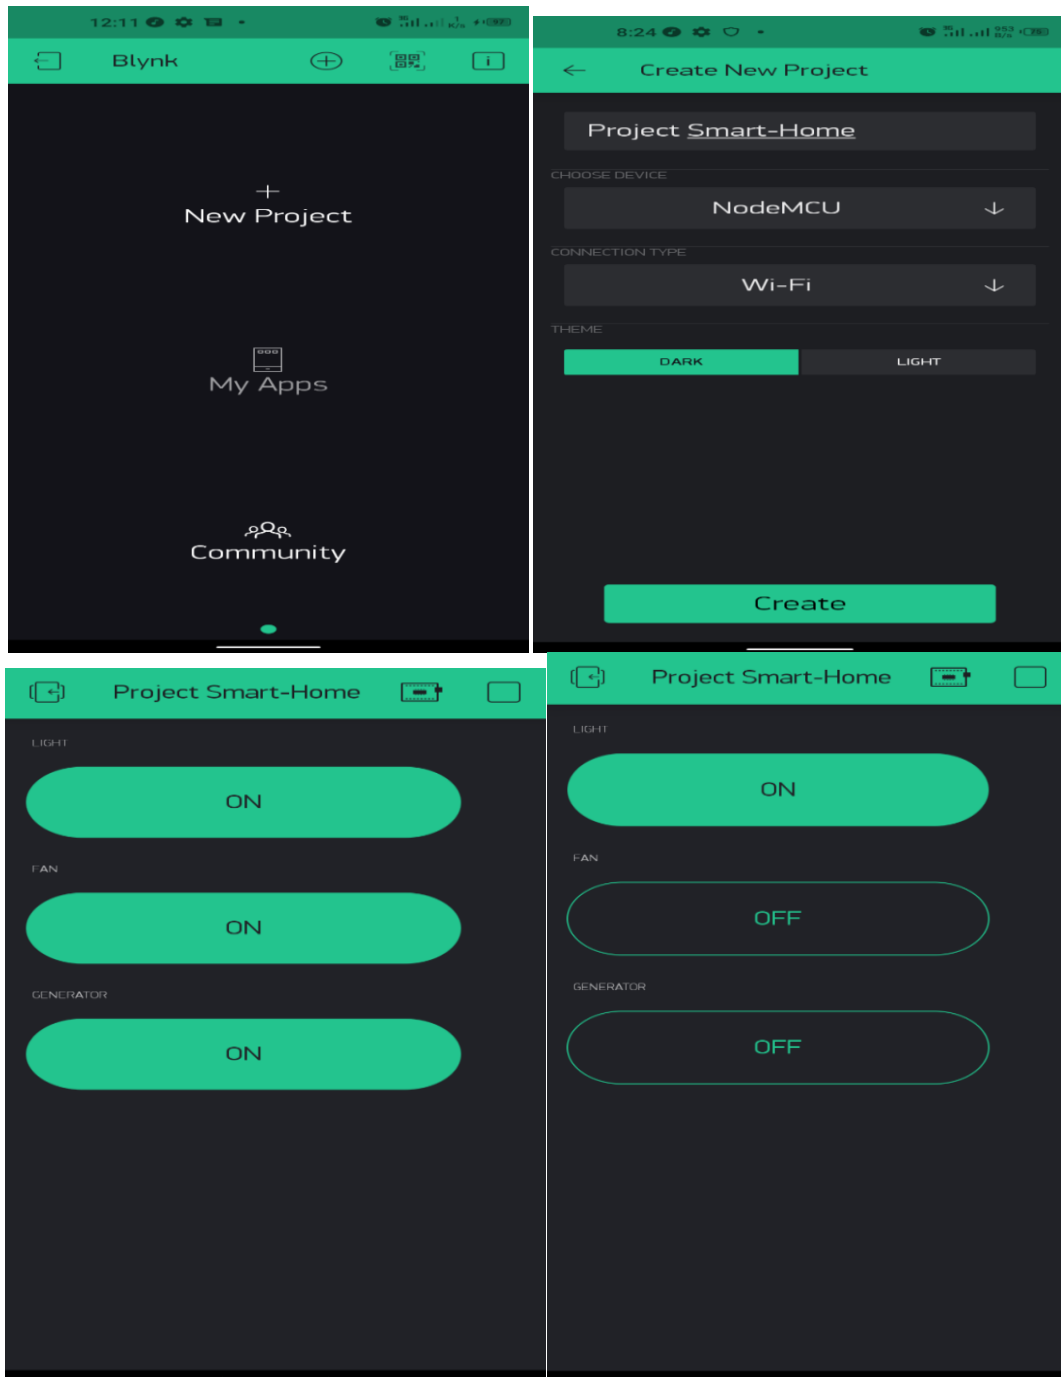 12:11
Blynk
New Project
My Apps
Community
8:24
Create New Project
Project Smart-Home
CHOOSE DEVICE
NodeMCU
CONNECTION TYPE
Wi-Fi
THEME
DARK LIGHT
Create
Project Smart-Home
LIGHT
ON
FAN
ON
GENERATOR
ON
Project Smart-Home
LIGHT
ON
FAN
OFF
GENERATOR
OFF